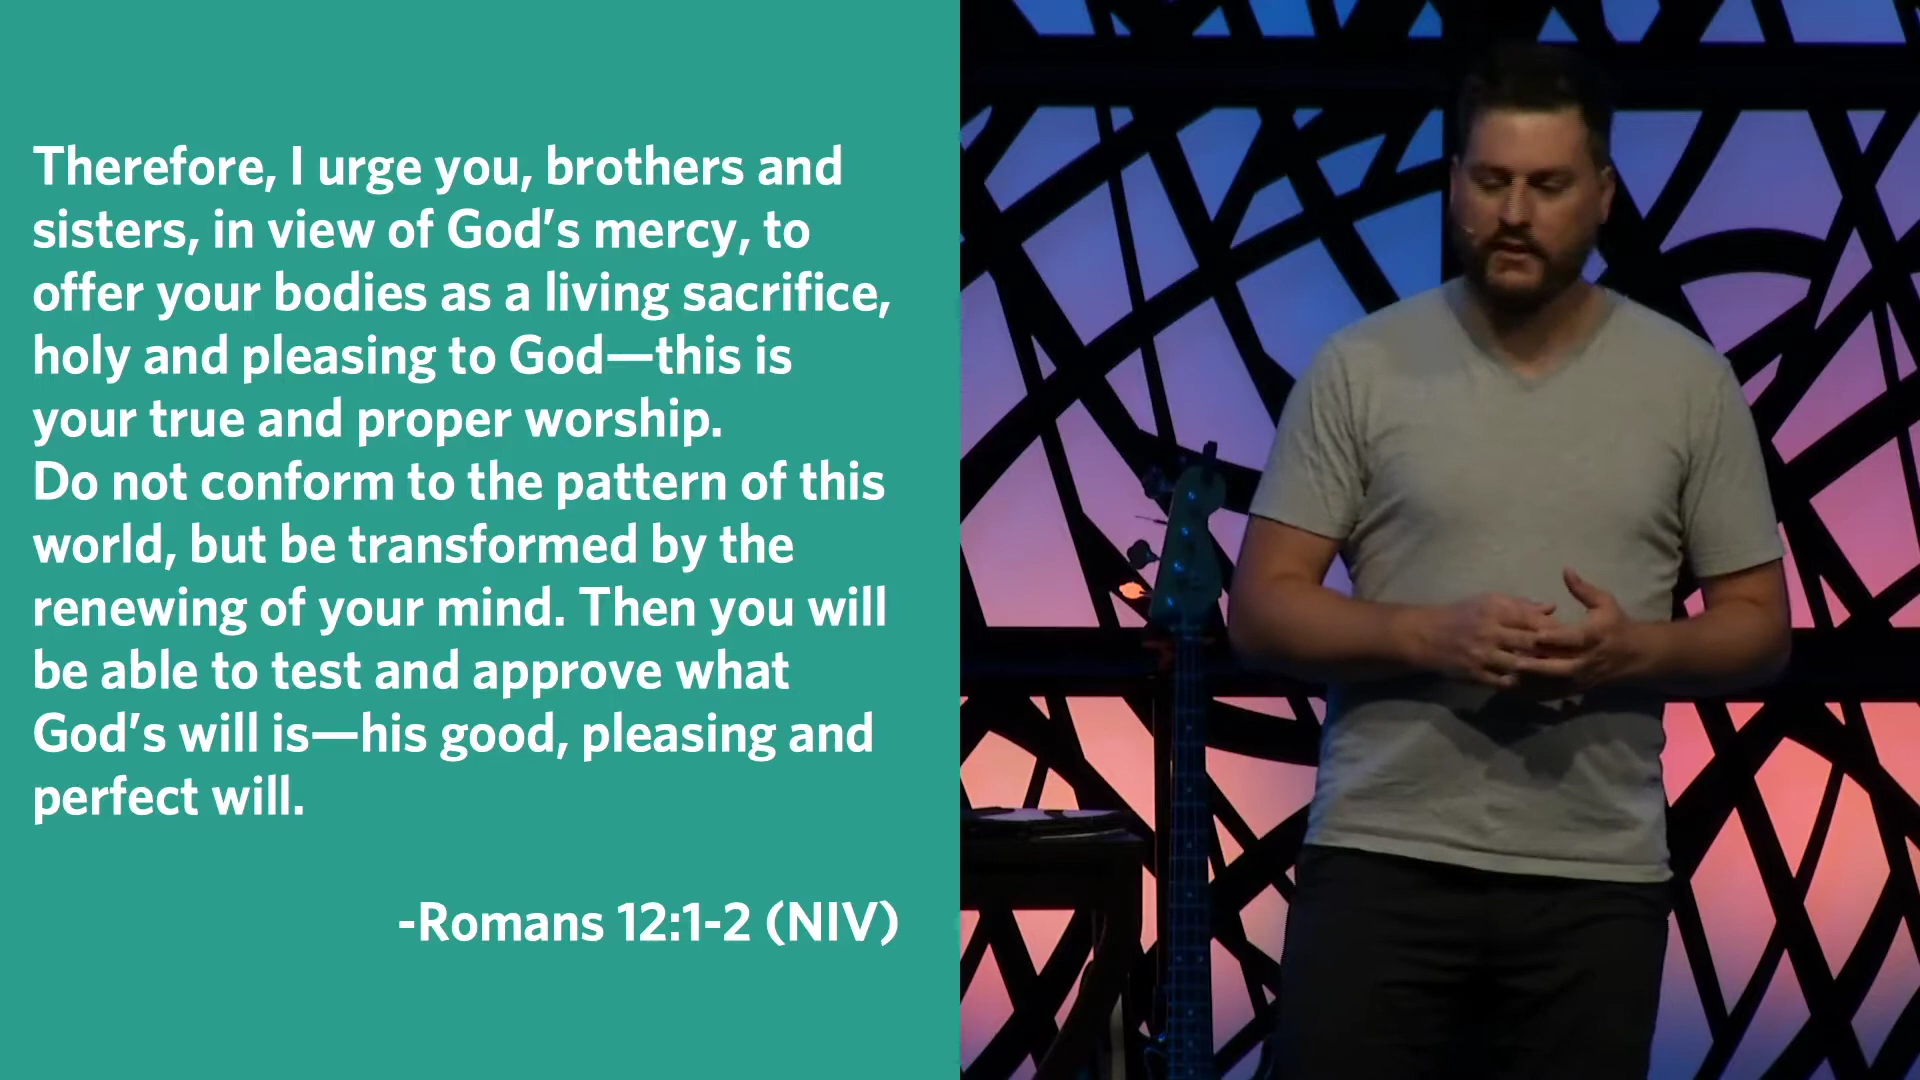 Therefore, I urge you, brothers and
sisters, in view of God’s mercy, to
offer your bodies as a living sacrifice,
holy and pleasing to God—this is
your true and proper worship.
Do not conform to the pattern of this
world, but be transformed by the
renewing of your mind. Then you will
be able to test and approve what
God’s will is—his good, pleasing and
perfect will.
-Romans 12:1-2 (NIV)